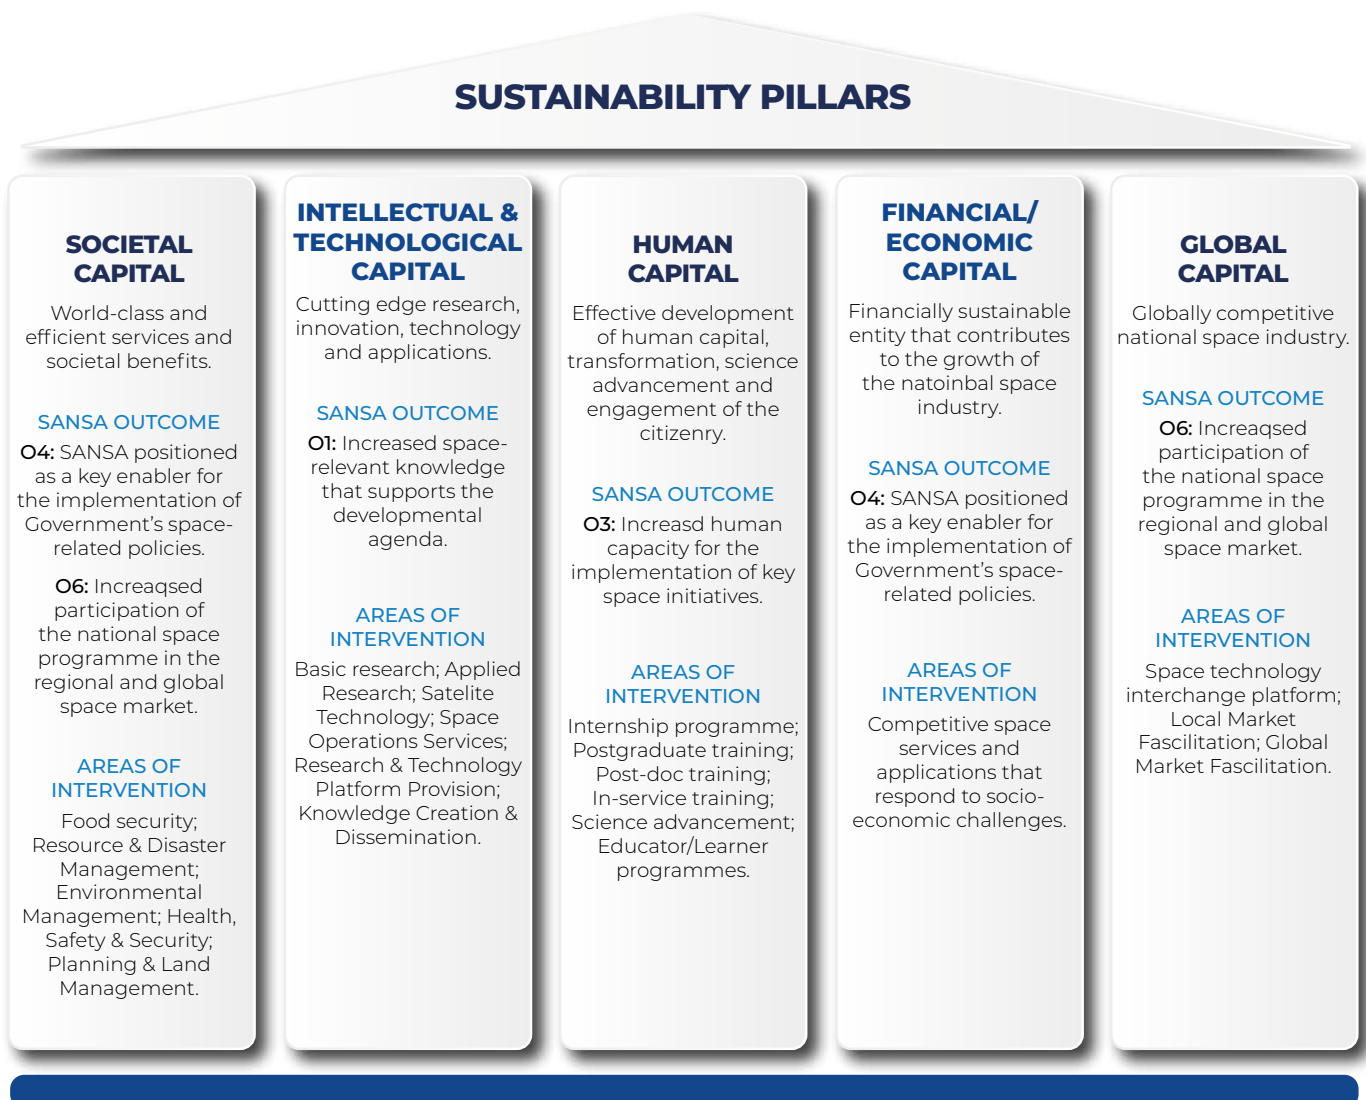 SUSTAINABILITY PILLARS
SOCIETAL
CAPITAL
World-class and
efficient services and
societal benefits.
SANSA OUTCOME
O4: SANSA positioned
as a key enabler for
the implementation of
Government’s space-
related policies.
O6: Increaqsed
participation of
the national space
programme in the
regional and global
space market.
AREAS OF
INTERVENTION
Food security;
Resource & Disaster
Management;
Environmental
Management; Health,
Safety & Security;
Planning & Land
Management.
INTELLECTUAL &
TECHNOLOGICAL
CAPITAL
Cutting edge research,
innovation, technology
and applications.
SANSA OUTCOME
O1: Increased space-
relevant knowledge
that supports the
developmental
agenda.
AREAS OF
INTERVENTION
Basic research; Applied
Research; Satelite
Technology; Space
Operations Services;
Research & Technology
Platform Provision;
Knowledge Creation &
Dissemination.
HUMAN
CAPITAL
Effective development
of human capital,
transformation, science
advancement and
engagement of the
citizenry.
SANSA OUTCOME
O3: Increasd human
capacity for the
implementation of key
space initiatives.
AREAS OF
INTERVENTION
Internship programme;
Postgraduate training;
Post-doc training;
In-service training;
Science advancement;
Educator/Learner
programmes.
FINANCIAL/
ECONOMIC
CAPITAL
Financially sustainable
entity that contributes
to the growth of
the natoinbal space
industry.
SANSA OUTCOME
O4: SANSA positioned
as a key enabler for
the implementation of
Government’s space-
related policies.
AREAS OF
INTERVENTION
Competitive space
services and
applications that
respond to socio-
economic challenges.
GLOBAL
CAPITAL
Globally competitive
national space industry.
SANSA OUTCOME
O6: Increaqsed
participation of
the national space
programme in the
regional and global
space market.
AREAS OF
INTERVENTION
Space technology
interchange platform;
Local Market
Fascilitation; Global
Market Fascilitation.